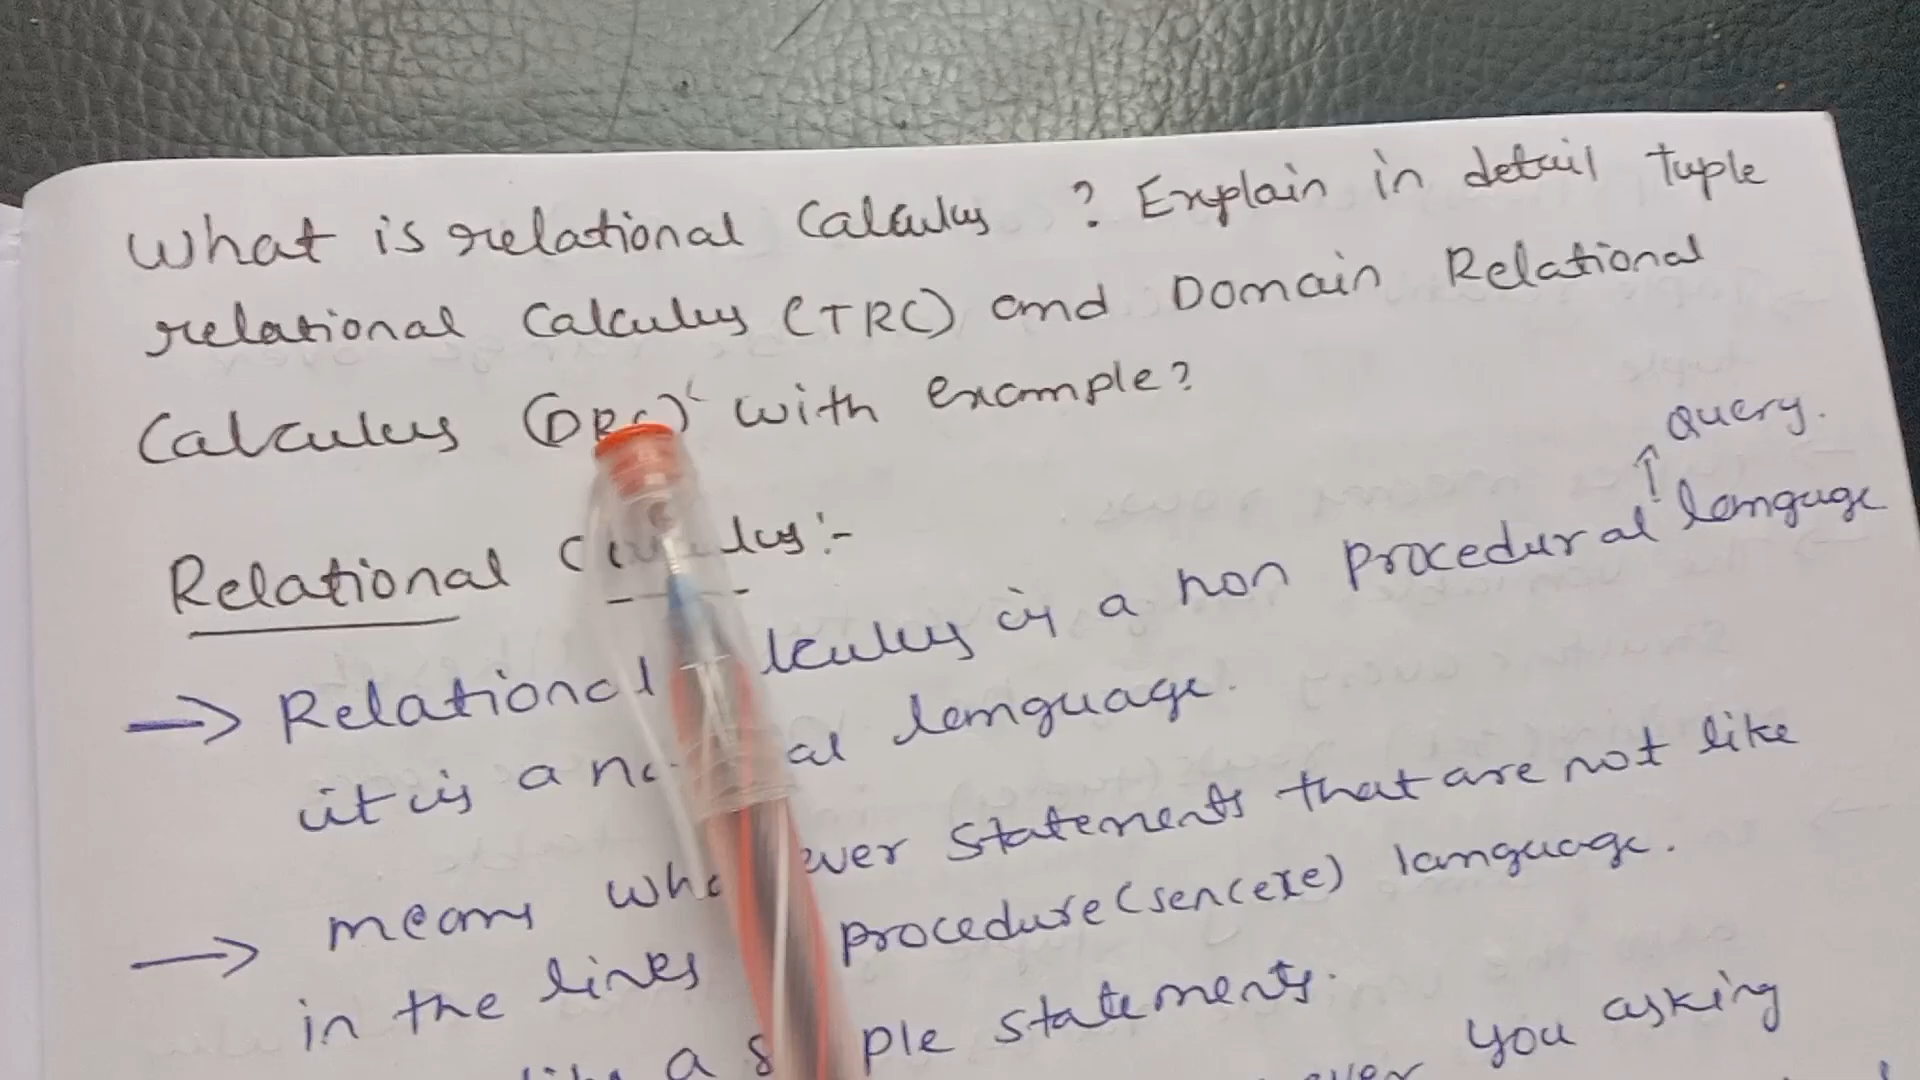 What is relational Calculus ? Explain in detail tuple
relational Calculus (TRC) and Domain Relational
Calculus (DRC) with example?
query.
Relational :-
Relational is a non procedural language
it is a language.
means statements that are not like
in the lines procedure (sencexe) language.
a statements.
you asking